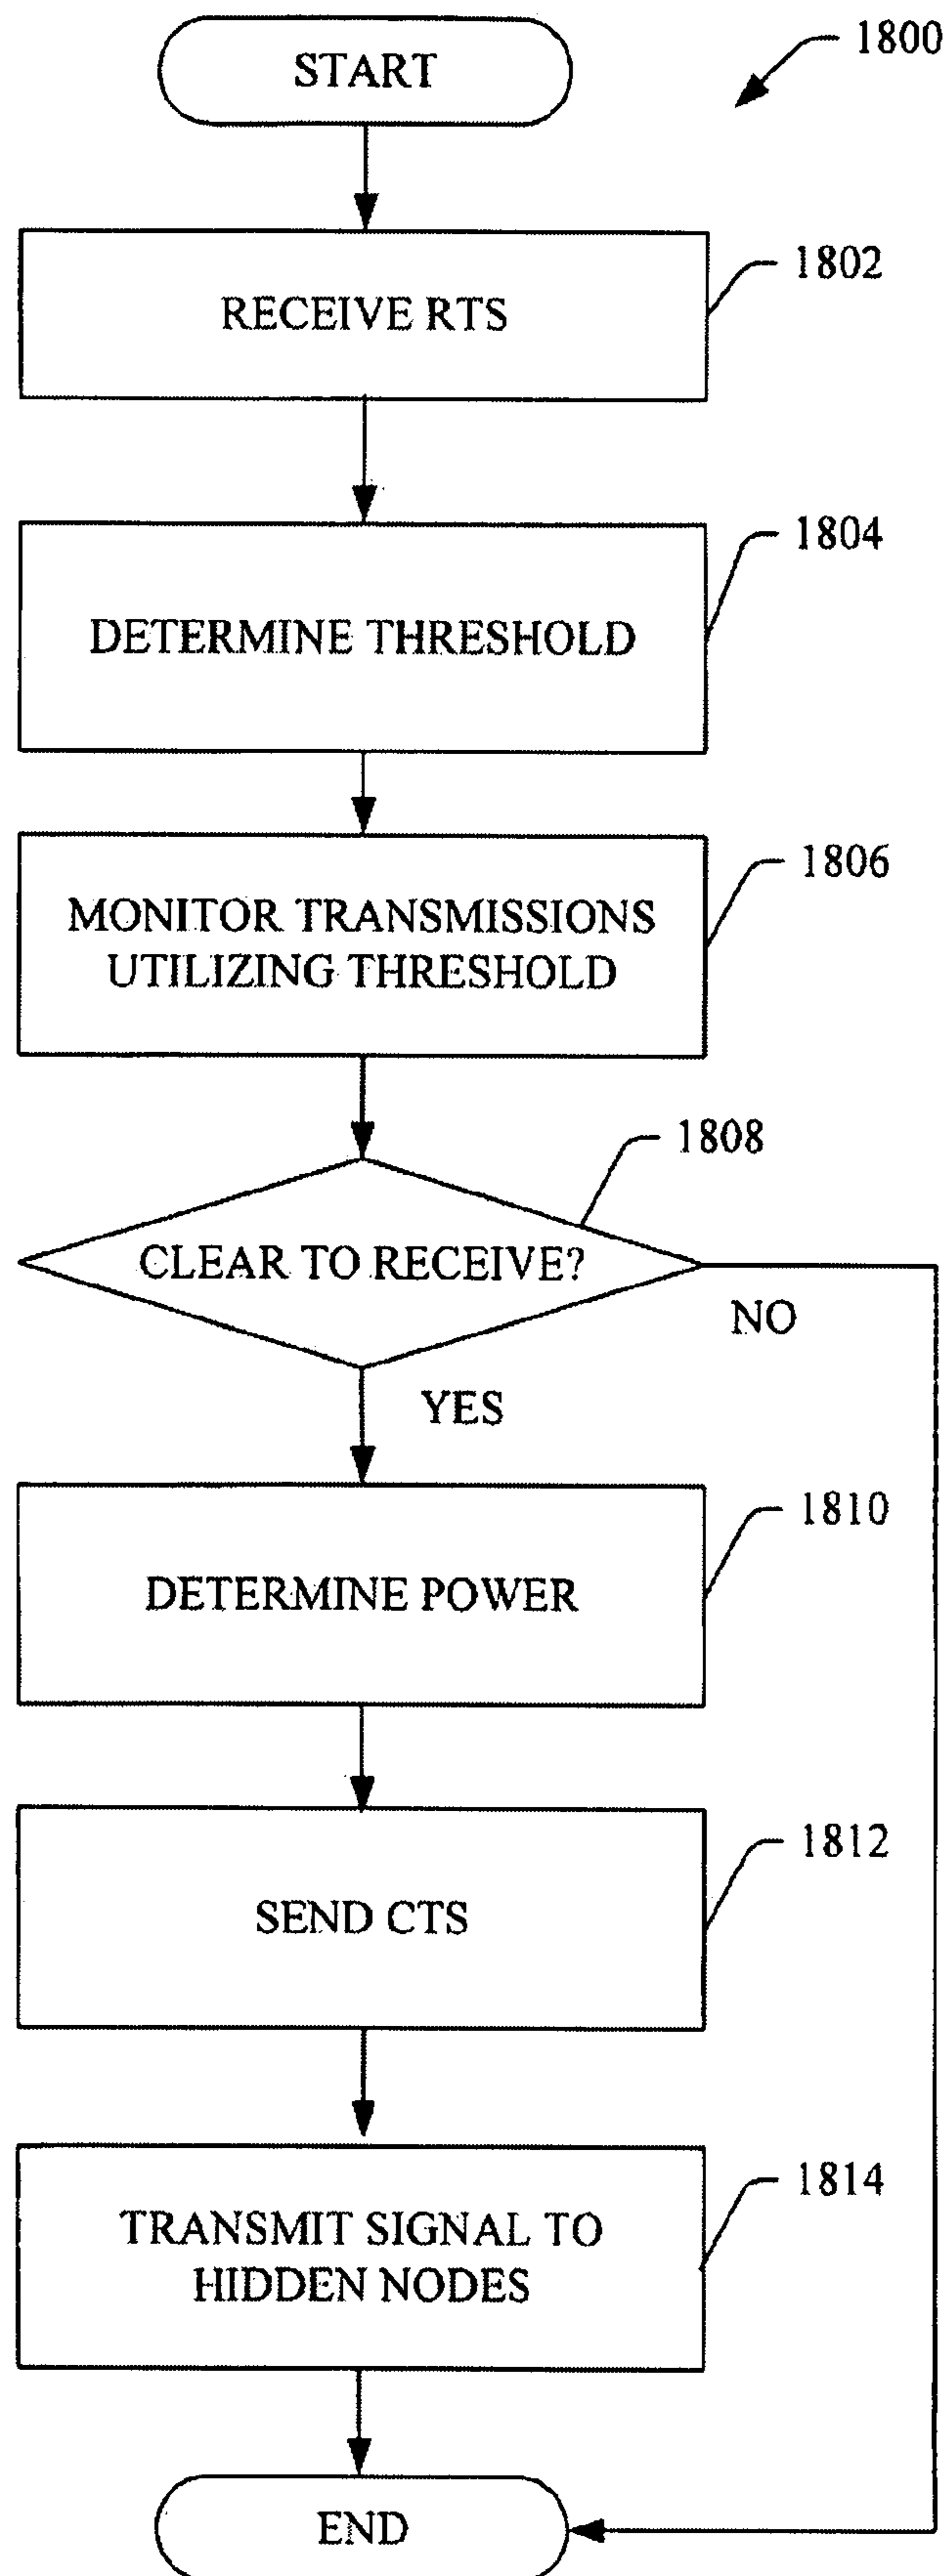 START
1800
RECEIVE RTS
1802
DETERMINE THRESHOLD
1804
MONITOR TRANSMISSIONS
UTILIZING THRESHOLD
1806
CLEAR TO RECEIVE?
1808
NO
YES
DETERMINE POWER
1810
SEND CTS
1812
TRANSMIT SIGNAL TO
HIDDEN NODES
1814
END